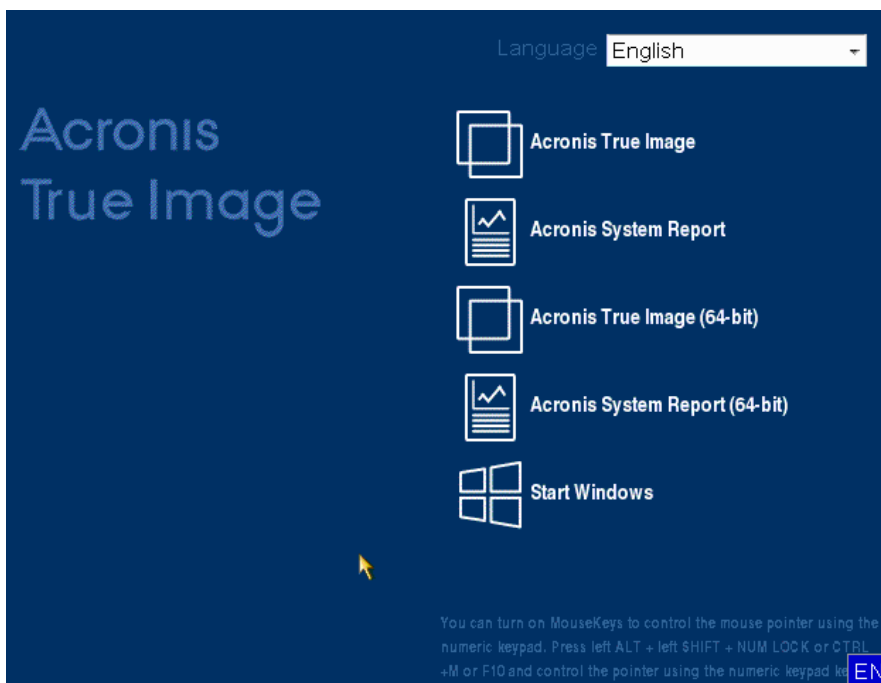 Language English
Acronis
True Image
Acronis True Image
Acronis System Report
Acronis True Image (64-bit)
Acronis System Report (64-bit)
Start Windows
You can turn on MouseKeys to control the mouse pointer using the
numeric keypad. Press left ALT + left SHIFT + NUM LOCK or CTRL
+M or F10 and control the pointer using the numeric keypad
EN